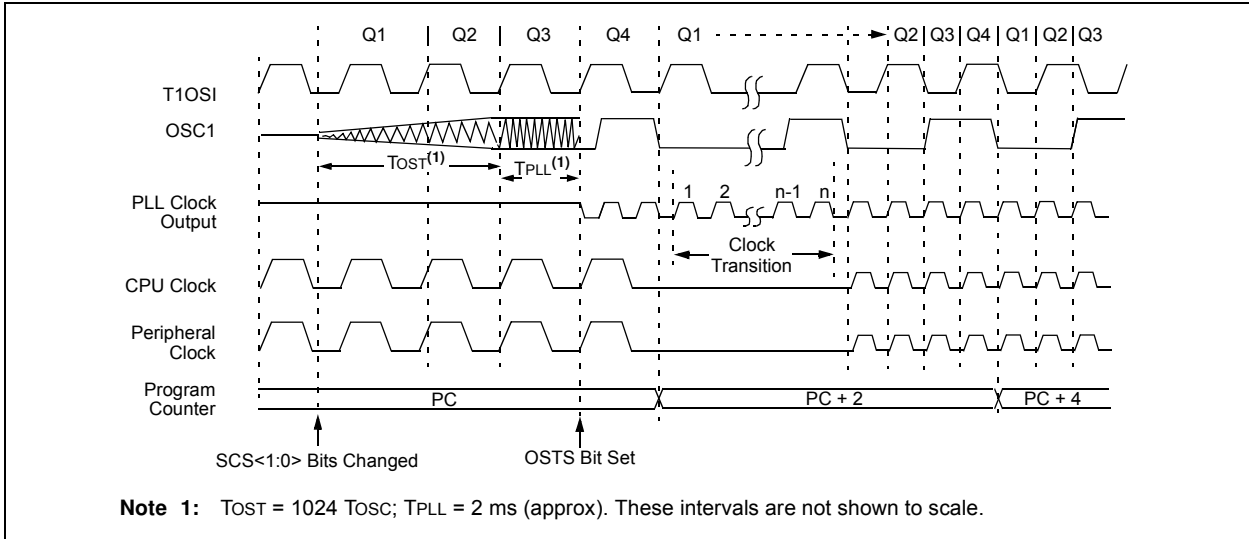 Q1 Q2 Q3 Q4 Q1 Q2 Q3 Q4 Q1 Q2 Q3
T1OSI
OSC1
TOST(1)
TPLL(1)
1 2 n-1 n
PLL Clock
Output
Clock
Transition
CPU Clock
Peripheral
Clock
Program
Counter
PC PC + 2 PC + 4
SCS<1:0> Bits Changed OSTS Bit Set
Note 1: TOST = 1024 TOSC; TPLL = 2 ms (approx). These intervals are not shown to scale.